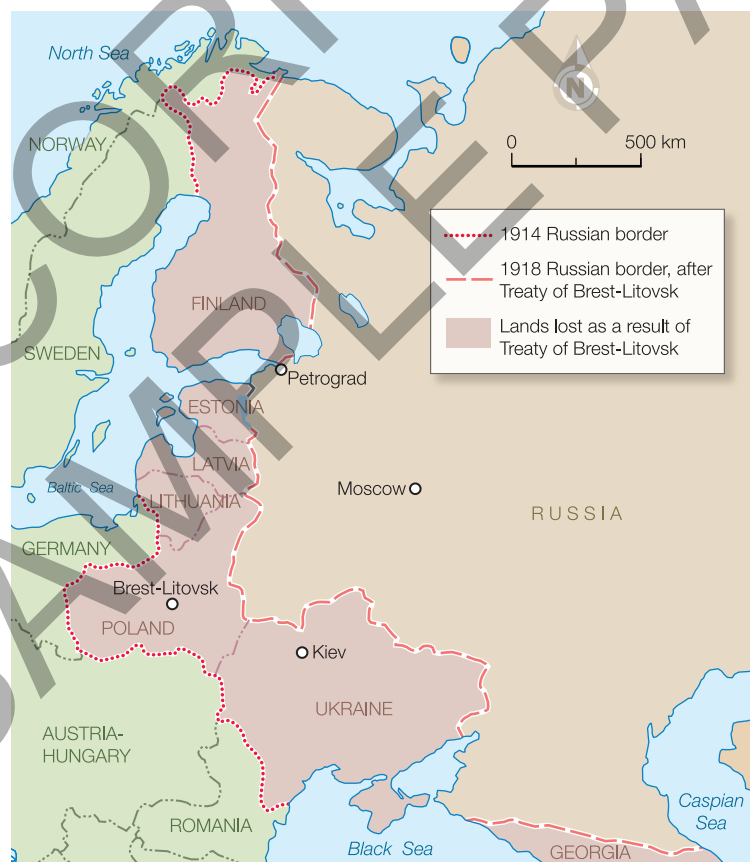 North Sea
N
0 500 km
NORWAY
1914 Russian border
1918 Russian border, after
Treaty of Brest-Litovsk
Lands lost as a result of
Treaty of Brest-Litovsk
FINLAND
SWEDEN
Petrograd
ESTONIA
LATVIA
Baltic Sea
LITHUANIA
Moscow
RUSSIA
GERMANY
Brest-Litovsk
POLAND
Kiev
UKRAINE
AUSTRIA-
HUNGARY
ROMANIA
Black Sea
Caspian
Sea
GEORGIA
SAMPLE PA